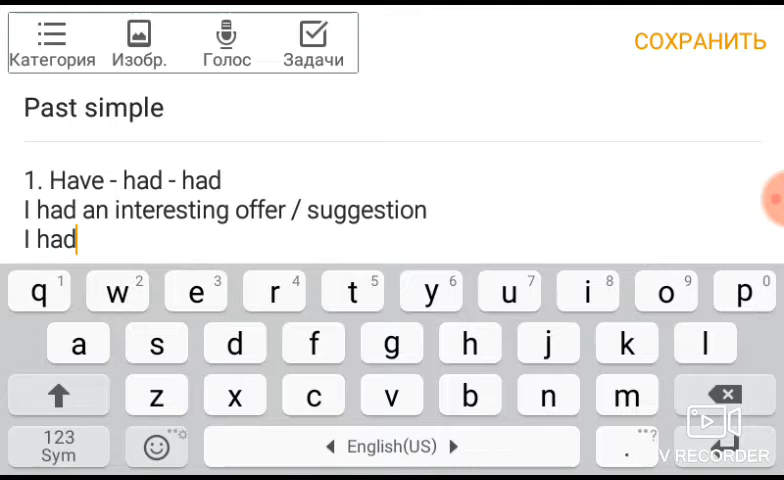 Категория Изобр. Голос Задачи
СОХРАНИТЬ
Past simple
1. Have - had - had
I had an interesting offer / suggestion
I had
q 1 w 2 e 3 r 4 t 5 y 6 u 7 i 8 o 9 p 0
a s d f g h j k l
z x c v b n m
123 Sym English(US) . ?
V RECORDER